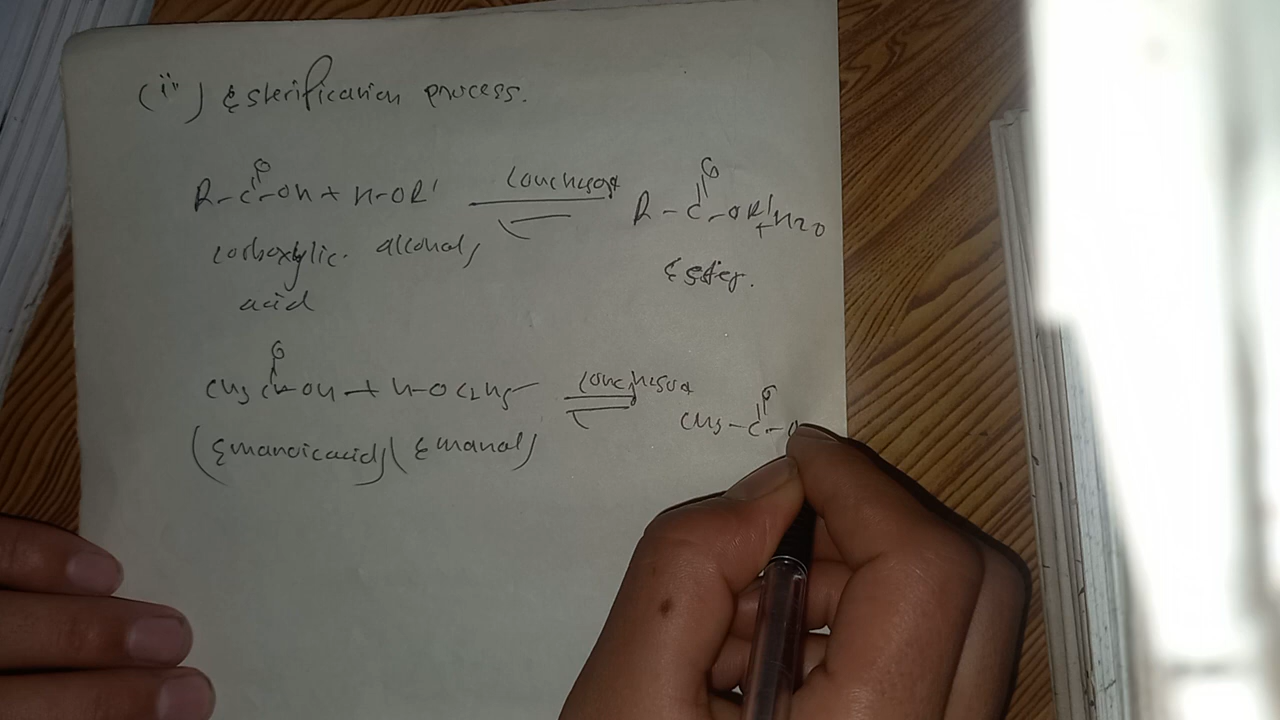 (ii) Esterification process.
O O
R-C-OH + H-OR' conc H2SO4 R-C-OR' + H2O
carboxylic alcohol
acid Ester.
O O
CH3 C-OH + H-OC2H5 conc H2SO4 CH3-C-O
(Ethanoic acid) (Ethanol)